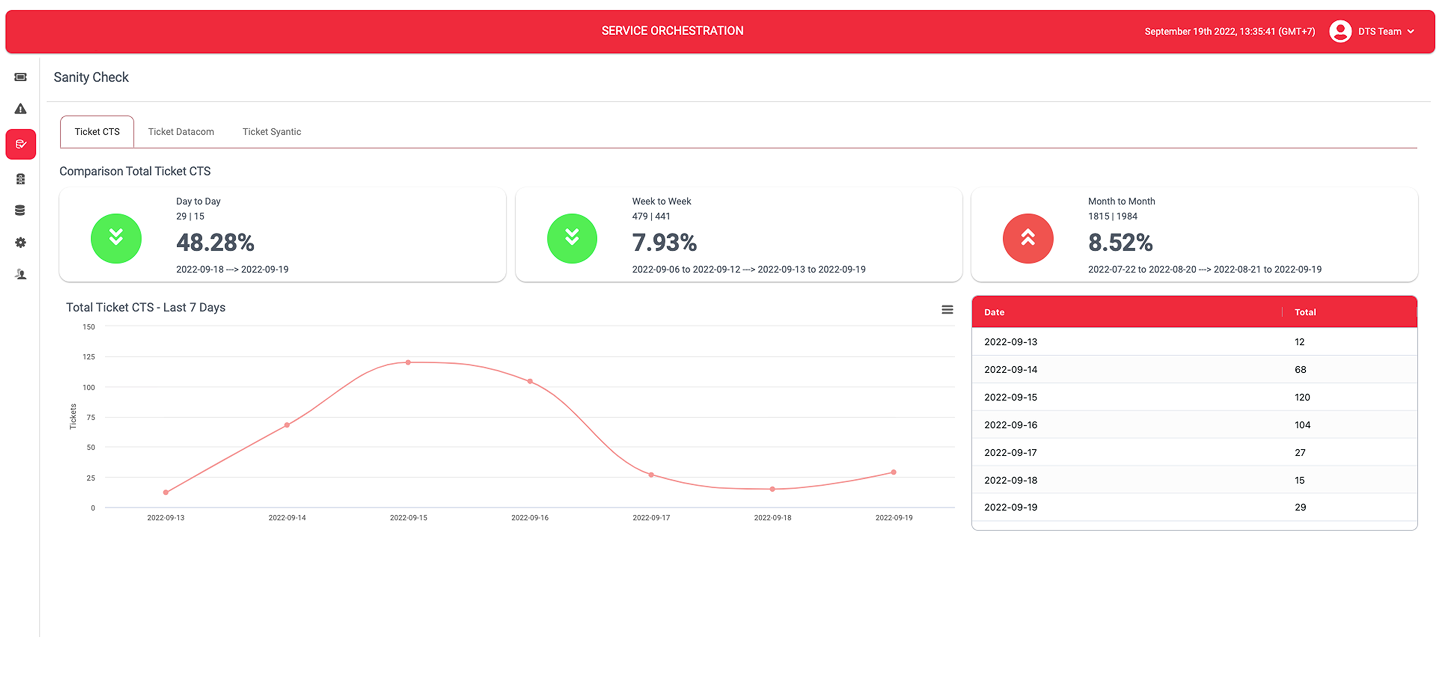 SERVICE ORCHESTRATION
September 19th 2022, 13:35:41 (GMT+7)
DTS Team
Sanity Check
Ticket CTS
Ticket Datacom
Ticket Syantic
Comparison Total Ticket CTS
Day to Day
29 | 15
48.28%
2022-09-18 ---> 2022-09-19
Week to Week
479 | 441
7.93%
2022-09-06 to 2022-09-12 ---> 2022-09-13 to 2022-09-19
Month to Month
1815 | 1984
8.52%
2022-07-22 to 2022-08-20 ---> 2022-08-21 to 2022-09-19
Total Ticket CTS - Last 7 Days
Tickets
150
125
100
75
50
25
0
2022-09-13
2022-09-14
2022-09-15
2022-09-16
2022-09-17
2022-09-18
2022-09-19
Date Total
2022-09-13 12
2022-09-14 68
2022-09-15 120
2022-09-16 104
2022-09-17 27
2022-09-18 15
2022-09-19 29